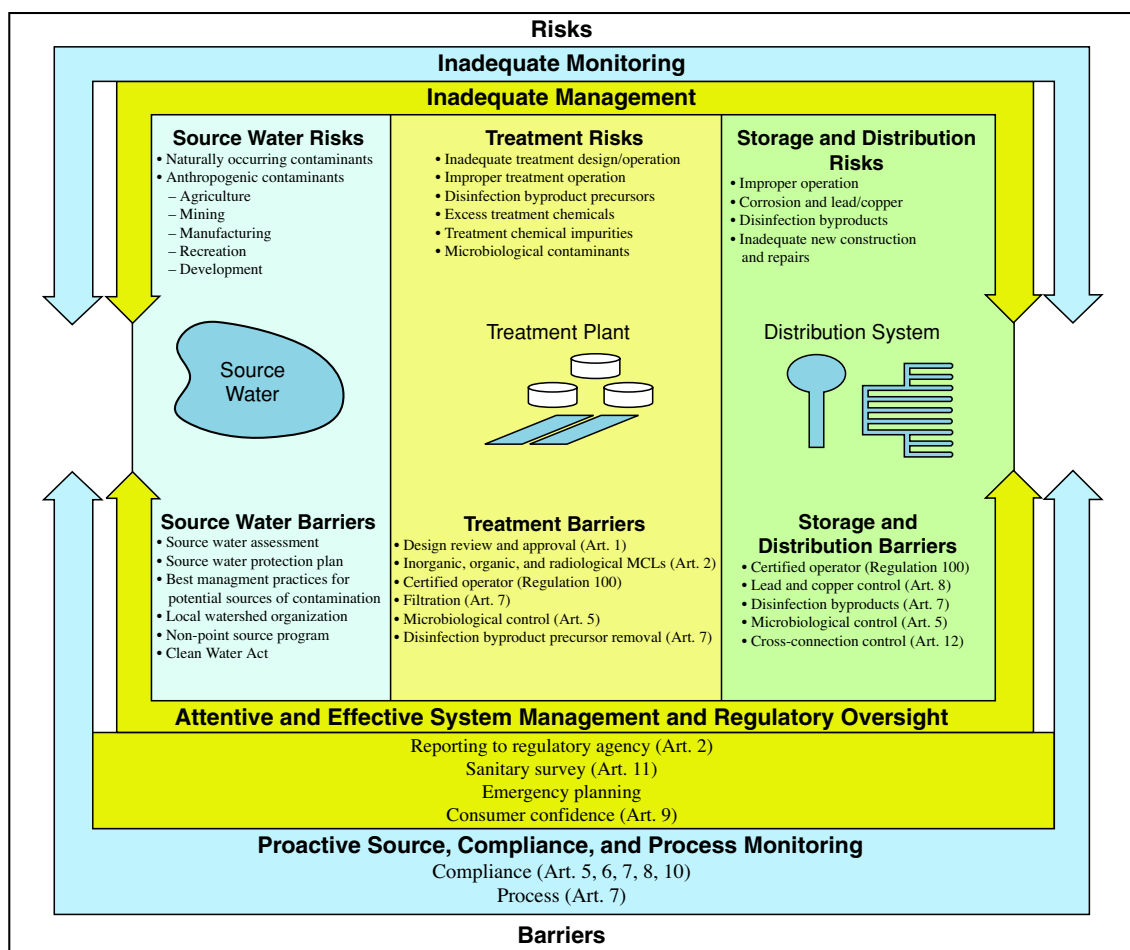 Risks
Inadequate Monitoring
Inadequate Management
Source Water Risks
• Naturally occurring contaminants
• Anthropogenic contaminants
– Agriculture
– Mining
– Manufacturing
– Recreation
– Development
Treatment Risks
• Inadequate treatment design/operation
• Improper treatment operation
• Disinfection byproduct precursors
• Excess treatment chemicals
• Treatment chemical impurities
• Microbiological contaminants
Storage and Distribution
Risks
• Improper operation
• Corrosion and lead/copper
• Disinfection byproducts
• Inadequate new construction
and repairs
Source
Water
Treatment Plant
Distribution System
Source Water Barriers
• Source water assessment
• Source water protection plan
• Best managment practices for
potential sources of contamination
• Local watershed organization
• Non-point source program
• Clean Water Act
Treatment Barriers
• Design review and approval (Art. 1)
• Inorganic, organic, and radiological MCLs (Art. 2)
• Certified operator (Regulation 100)
• Filtration (Art. 7)
• Microbiological control (Art. 5)
• Disinfection byproduct precursor removal (Art. 7)
Storage and
Distribution Barriers
• Certified operator (Regulation 100)
• Lead and copper control (Art. 8)
• Disinfection byproducts (Art. 7)
• Microbiological control (Art. 5)
• Cross-connection control (Art. 12)
Attentive and Effective System Management and Regulatory Oversight
Reporting to regulatory agency (Art. 2)
Sanitary survey (Art. 11)
Emergency planning
Consumer confidence (Art. 9)
Proactive Source, Compliance, and Process Monitoring
Compliance (Art. 5, 6, 7, 8, 10)
Process (Art. 7)
Barriers